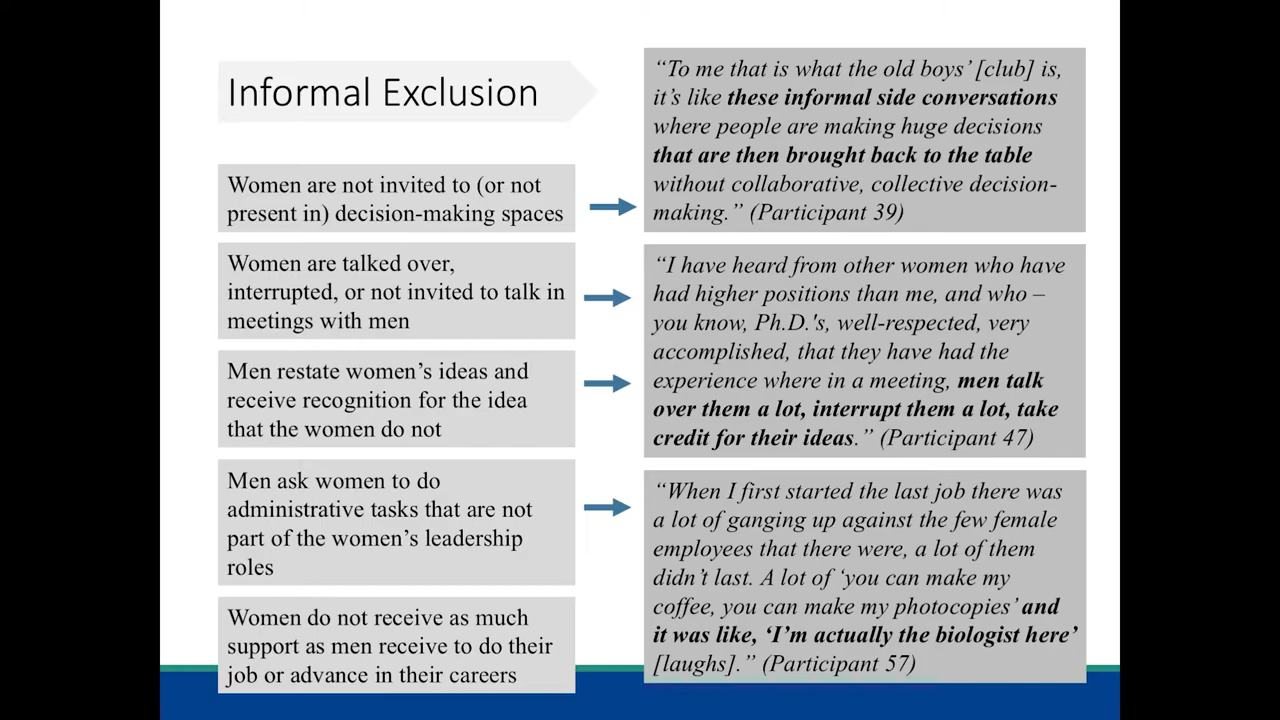 Informal Exclusion
Women are not invited to (or not
present in) decision-making spaces
Women are talked over,
interrupted, or not invited to talk in
meetings with men
Men restate women’s ideas and
receive recognition for the idea
that the women do not
Men ask women to do
administrative tasks that are not
part of the women’s leadership
roles
Women do not receive as much
support as men receive to do their
job or advance in their careers
“To me that is what the old boys’ [club] is,
it’s like these informal side conversations
where people are making huge decisions
that are then brought back to the table
without collaborative, collective decision-
making.” (Participant 39)
“I have heard from other women who have
had higher positions than me, and who –
you know, Ph.D.'s, well-respected, very
accomplished, that they have had the
experience where in a meeting, men talk
over them a lot, interrupt them a lot, take
credit for their ideas.” (Participant 47)
“When I first started the last job there was
a lot of ganging up against the few female
employees that there were, a lot of them
didn’t last. A lot of ‘you can make my
coffee, you can make my photocopies’ and
it was like, ‘I’m actually the biologist here’
[laughs].” (Participant 57)